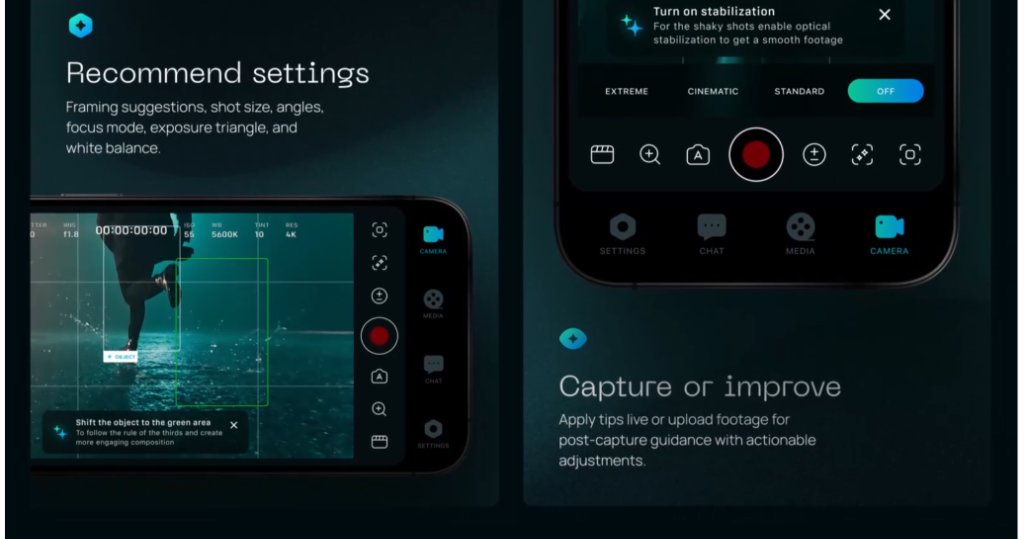 Recommend settings
Framing suggestions, shot size, angles,
focus mode, exposure triangle, and
white balance.
00:00:00:00
ISO WB TINT RES
f1.8 55 5600K 10 4K
OBJECT
Shift the object to the green area
To follow the rule of the thirds and create
more engaging composition
CAMERA
MEDIA
CHAT
SETTINGS
Turn on stabilization
For the shaky shots enable optical
stabilization to get a smooth footage
EXTREME CINEMATIC STANDARD OFF
A
SETTINGS CHAT MEDIA CAMERA
Capture or improve
Apply tips live or upload footage for
post-capture guidance with actionable
adjustments.